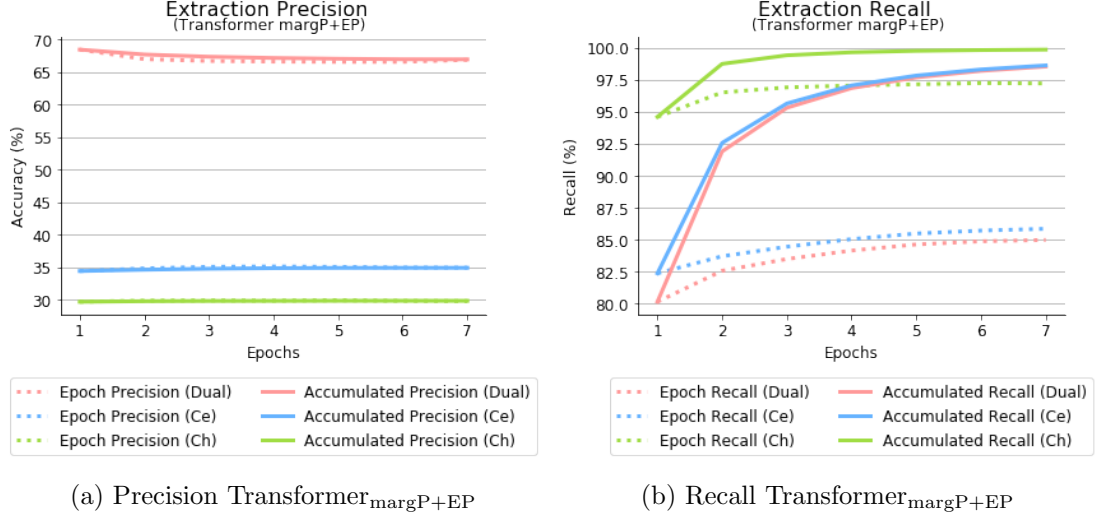 Extraction Precision
(Transformer margP+EP)
70
65
60
55
50
45
40
35
30
Accuracy (%)
1 2 3 4 5 6 7
Epochs
Epoch Precision (Dual)
Epoch Precision (Ce)
Epoch Precision (Ch)
Accumulated Precision (Dual)
Accumulated Precision (Ce)
Accumulated Precision (Ch)
(a) Precision Transformer margP+EP
Extraction Recall
(Transformer margP+EP)
100.0
97.5
95.0
92.5
90.0
87.5
85.0
82.5
80.0
Recall (%)
1 2 3 4 5 6 7
Epochs
Epoch Recall (Dual)
Epoch Recall (Ce)
Epoch Recall (Ch)
Accumulated Recall (Dual)
Accumulated Recall (Ce)
Accumulated Recall (Ch)
(b) Recall Transformer margP+EP